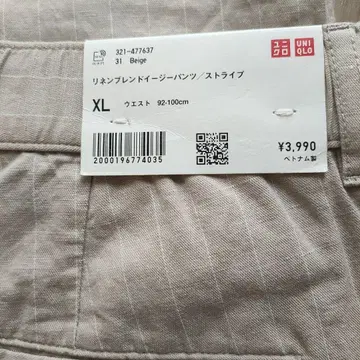 321-477637
31 Beige
ユニクロ
UNIQLO
リネンブレンドイージーパンツ/ストライプ
XL ウエスト 92-100cm
2000196774035
¥3,990
ベトナム製